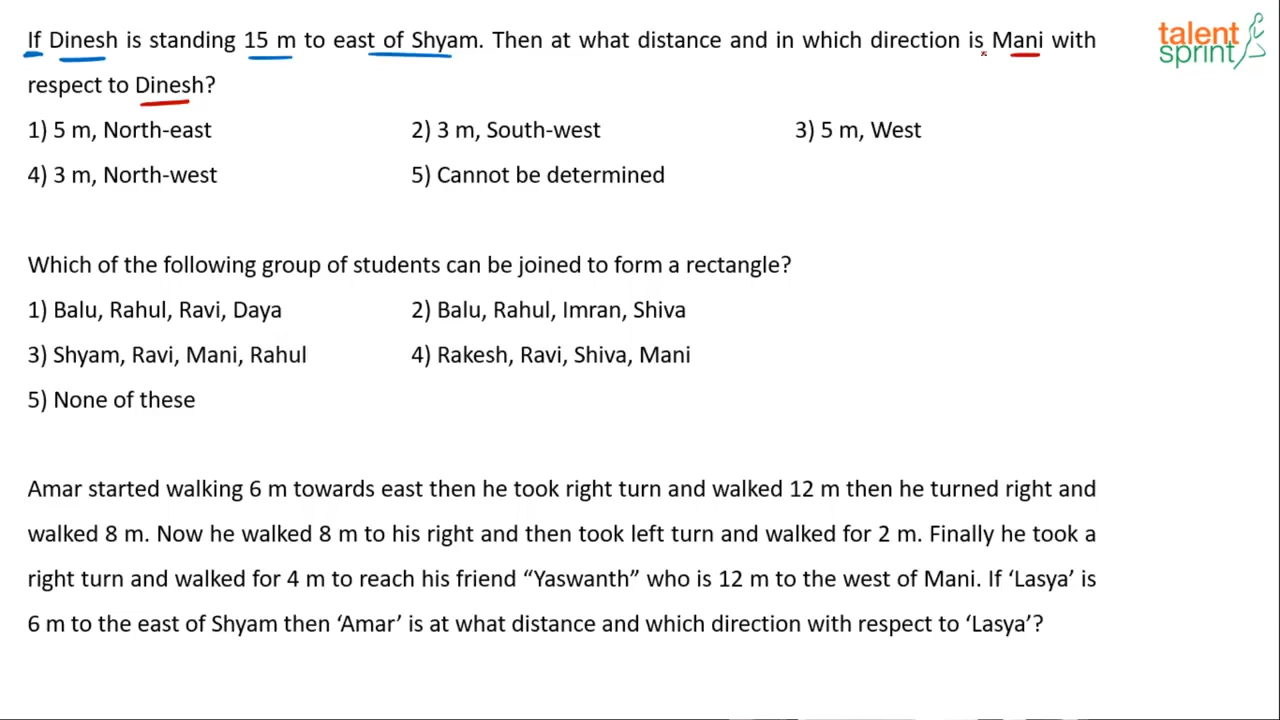 If Dinesh is standing 15 m to east of Shyam. Then at what distance and in which direction is Mani with
talent
sprint
respect to Dinesh?
1) 5 m, North-east 2) 3 m, South-west 3) 5 m, West
4) 3 m, North-west 5) Cannot be determined
Which of the following group of students can be joined to form a rectangle?
1) Balu, Rahul, Ravi, Daya 2) Balu, Rahul, Imran, Shiva
3) Shyam, Ravi, Mani, Rahul 4) Rakesh, Ravi, Shiva, Mani
5) None of these
Amar started walking 6 m towards east then he took right turn and walked 12 m then he turned right and
walked 8 m. Now he walked 8 m to his right and then took left turn and walked for 2 m. Finally he took a
right turn and walked for 4 m to reach his friend “Yaswanth” who is 12 m to the west of Mani. If ‘Lasya’ is
6 m to the east of Shyam then ‘Amar’ is at what distance and which direction with respect to ‘Lasya’?